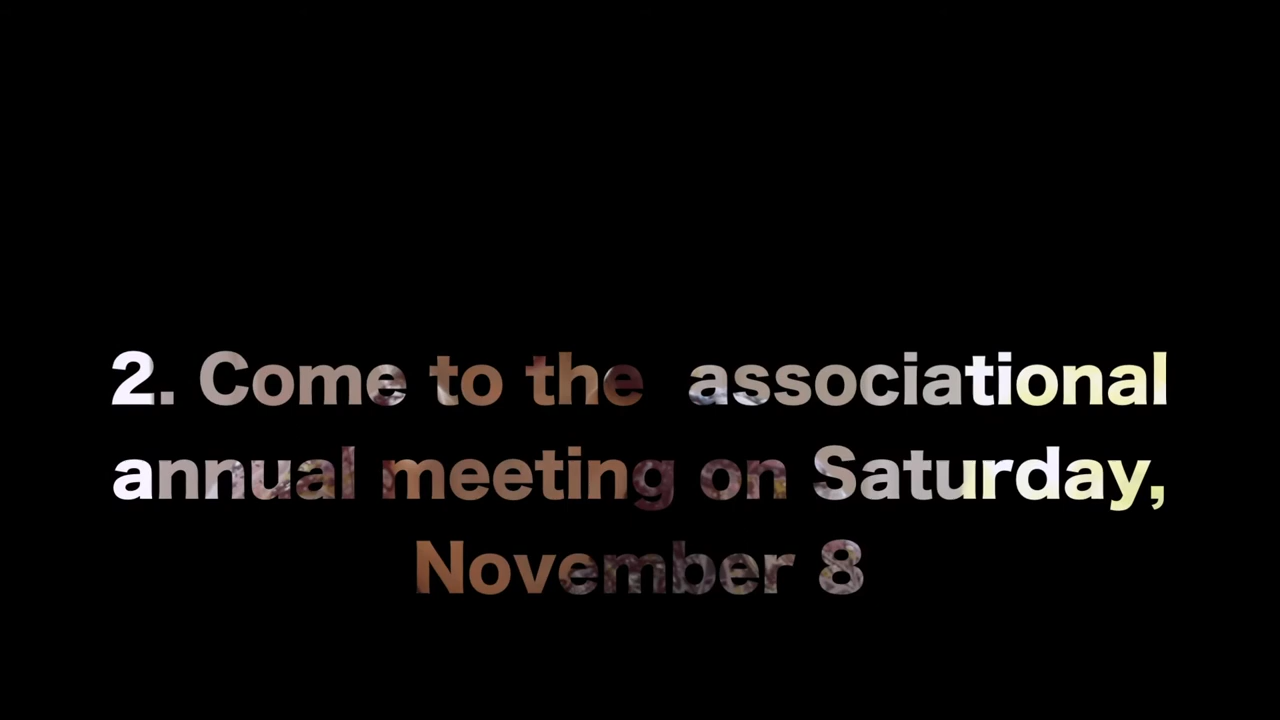 2. Come to the  associational
annual meeting on Saturday,
November 8